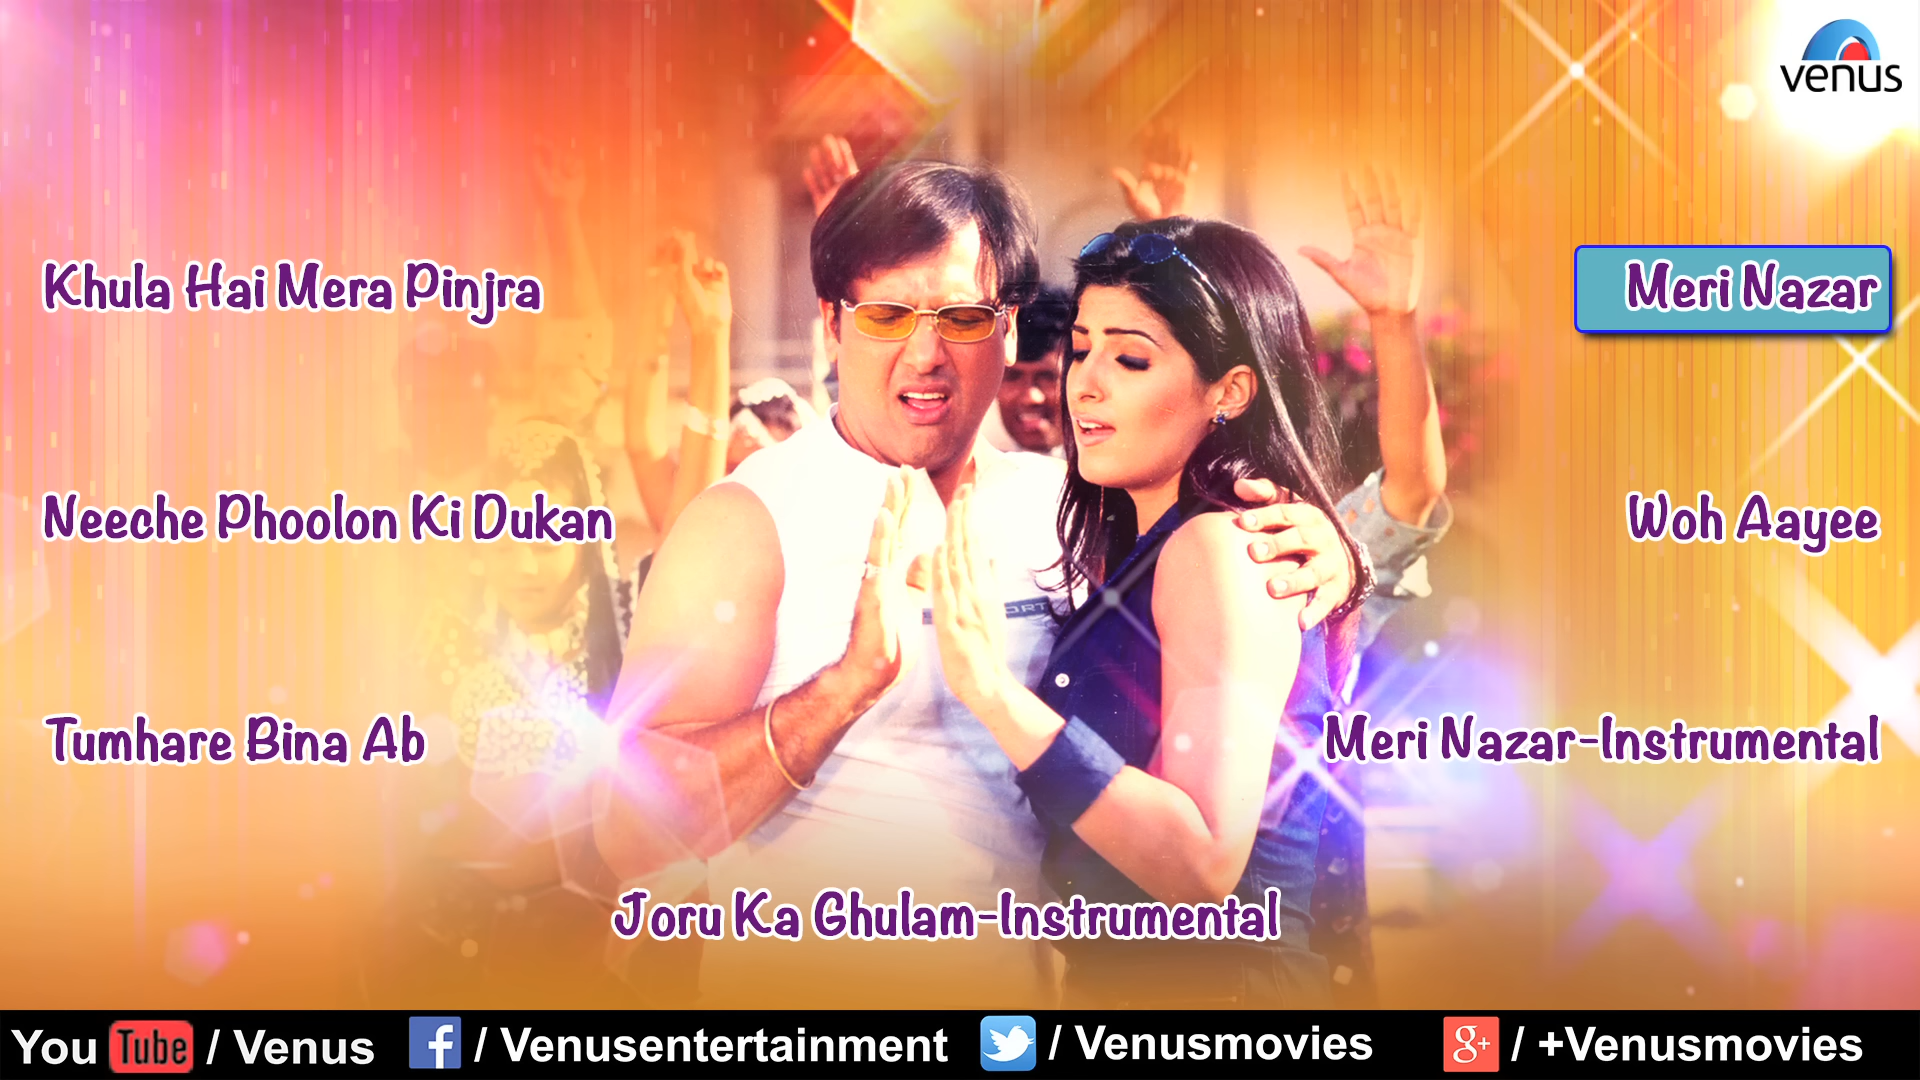 venus
Khula Hai Mera Pinjra
Meri Nazar
Neeche Phoolon Ki Dukan
Woh Aayee
Tumhare Bina Ab
Meri Nazar-Instrumental
Joru Ka Ghulam-Instrumental
You Tube / Venus f / Venusentertainment / Venusmovies g+ / +Venusmovies